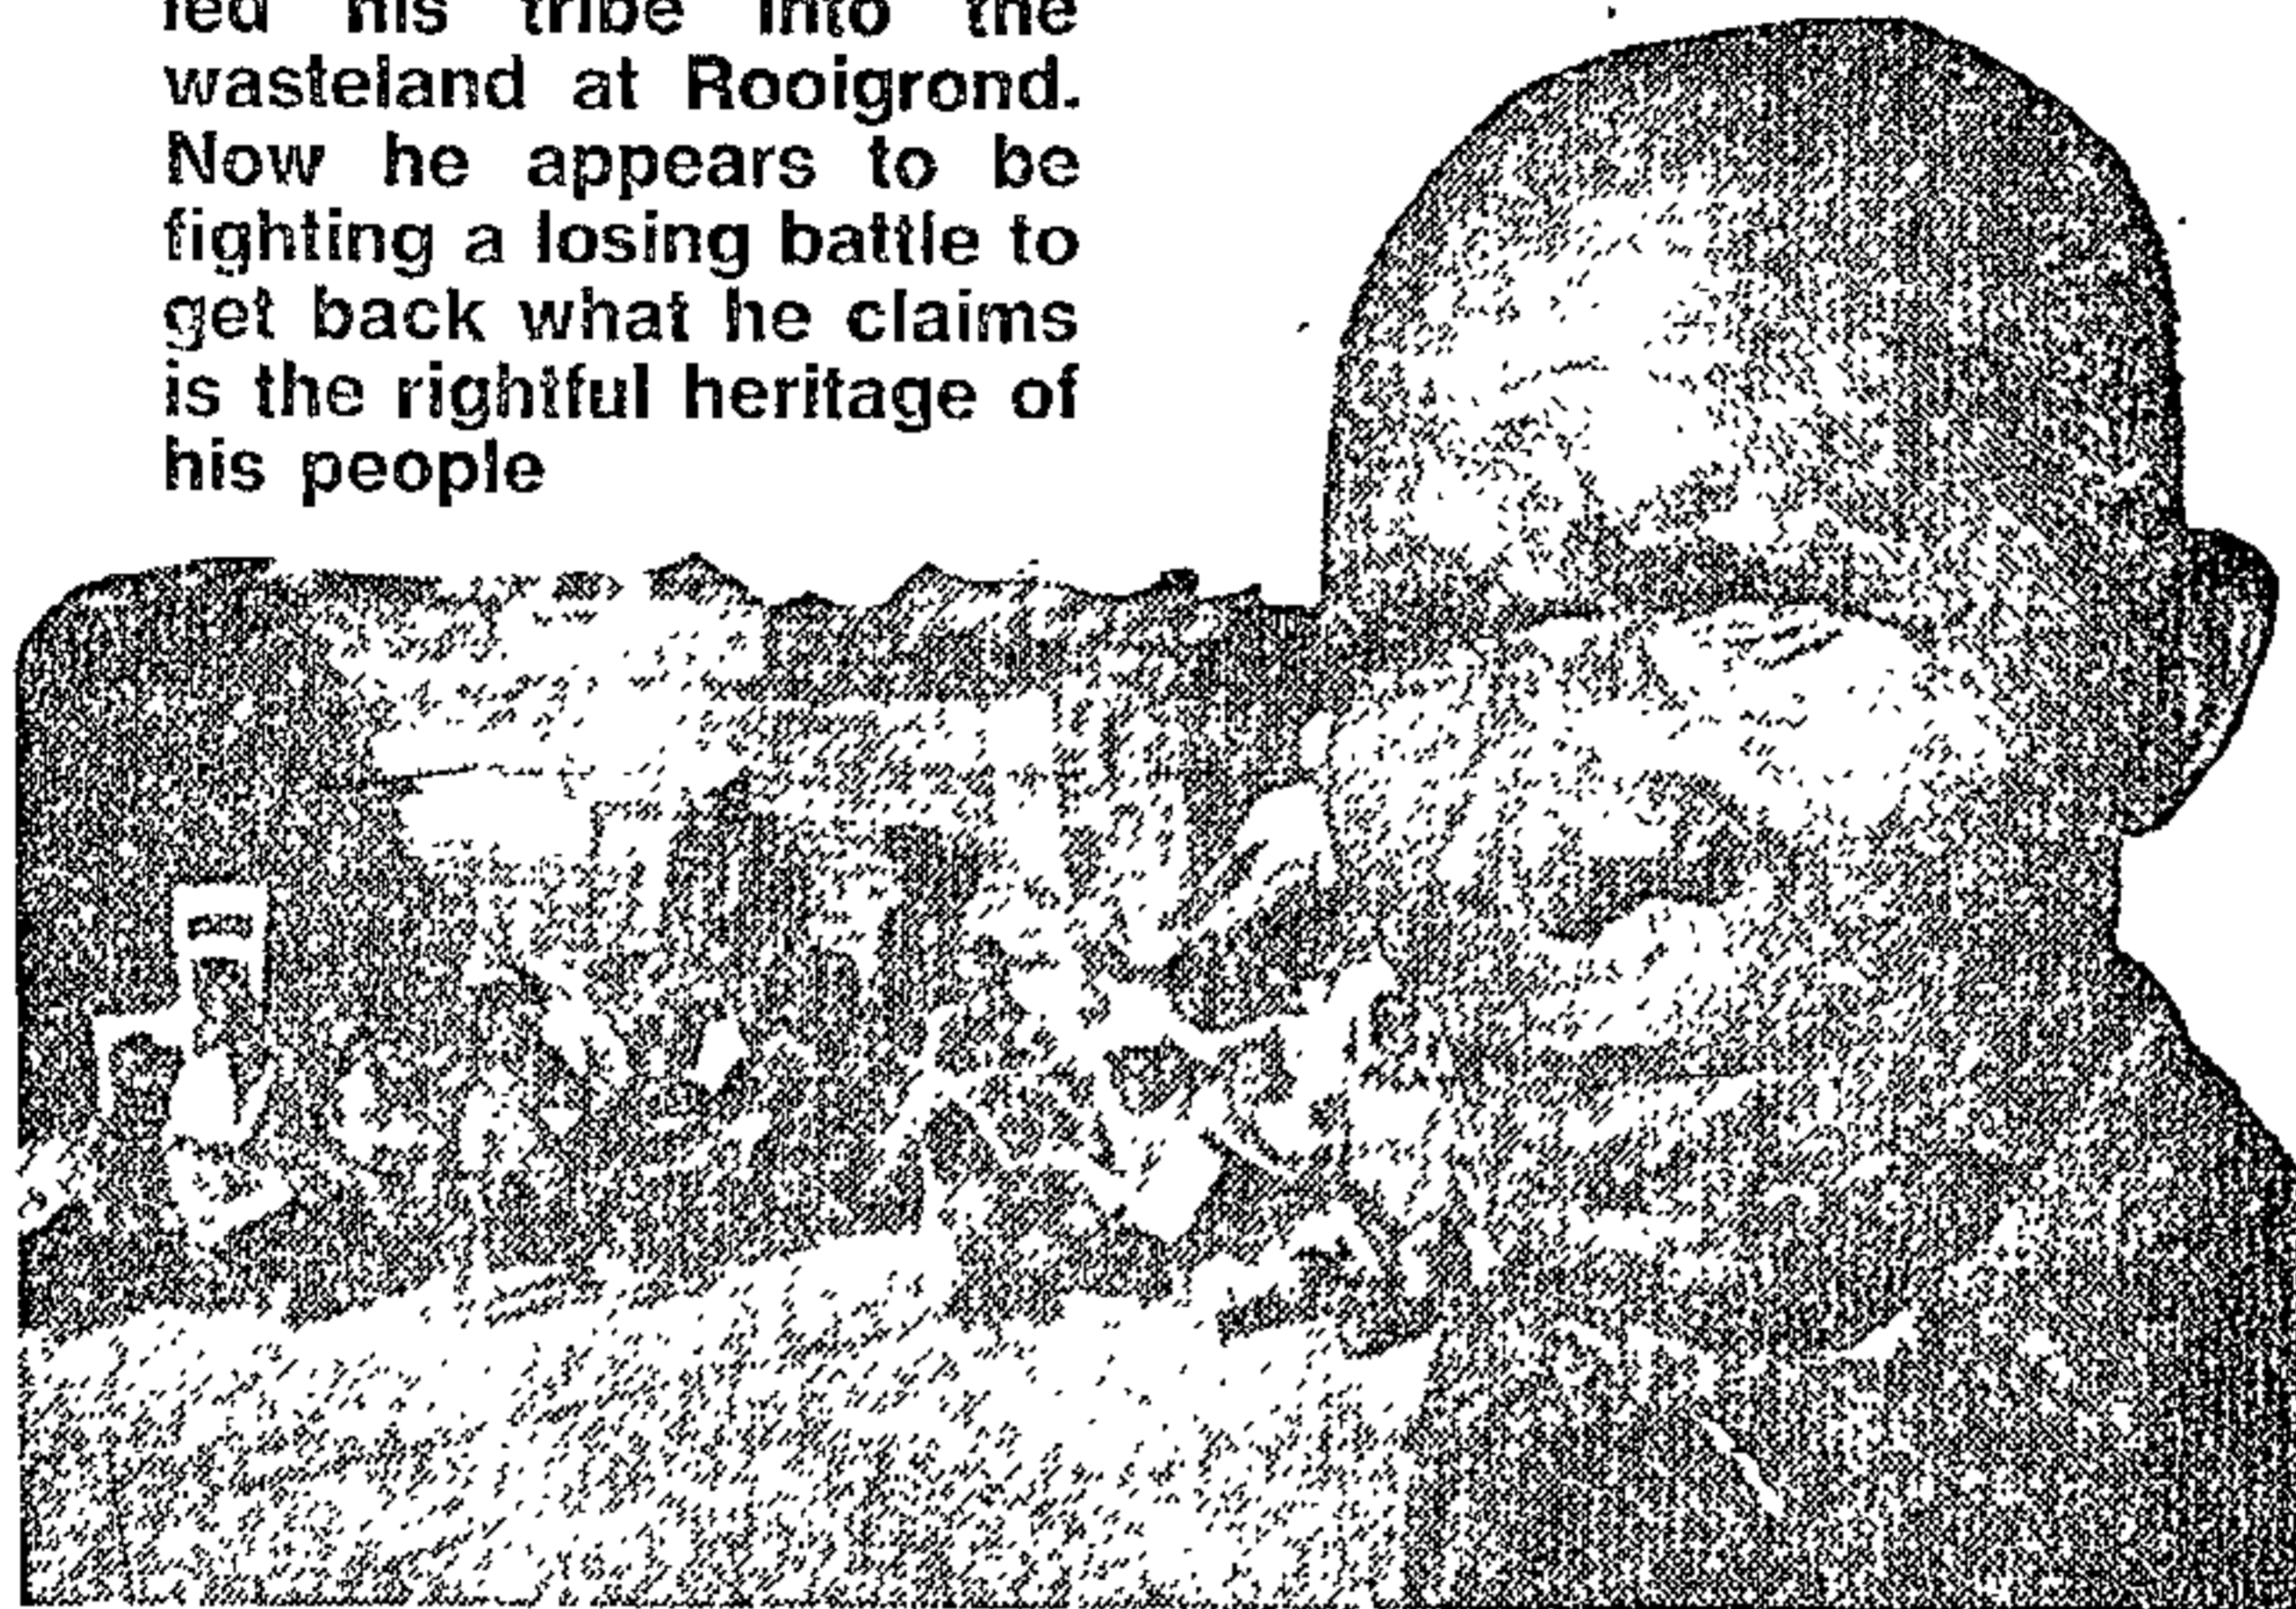 led his tribe into the
wasteland at Rooigrond.
Now he appears to be
fighting a losing battle to
get back what he claims
is the rightful heritage of
his people